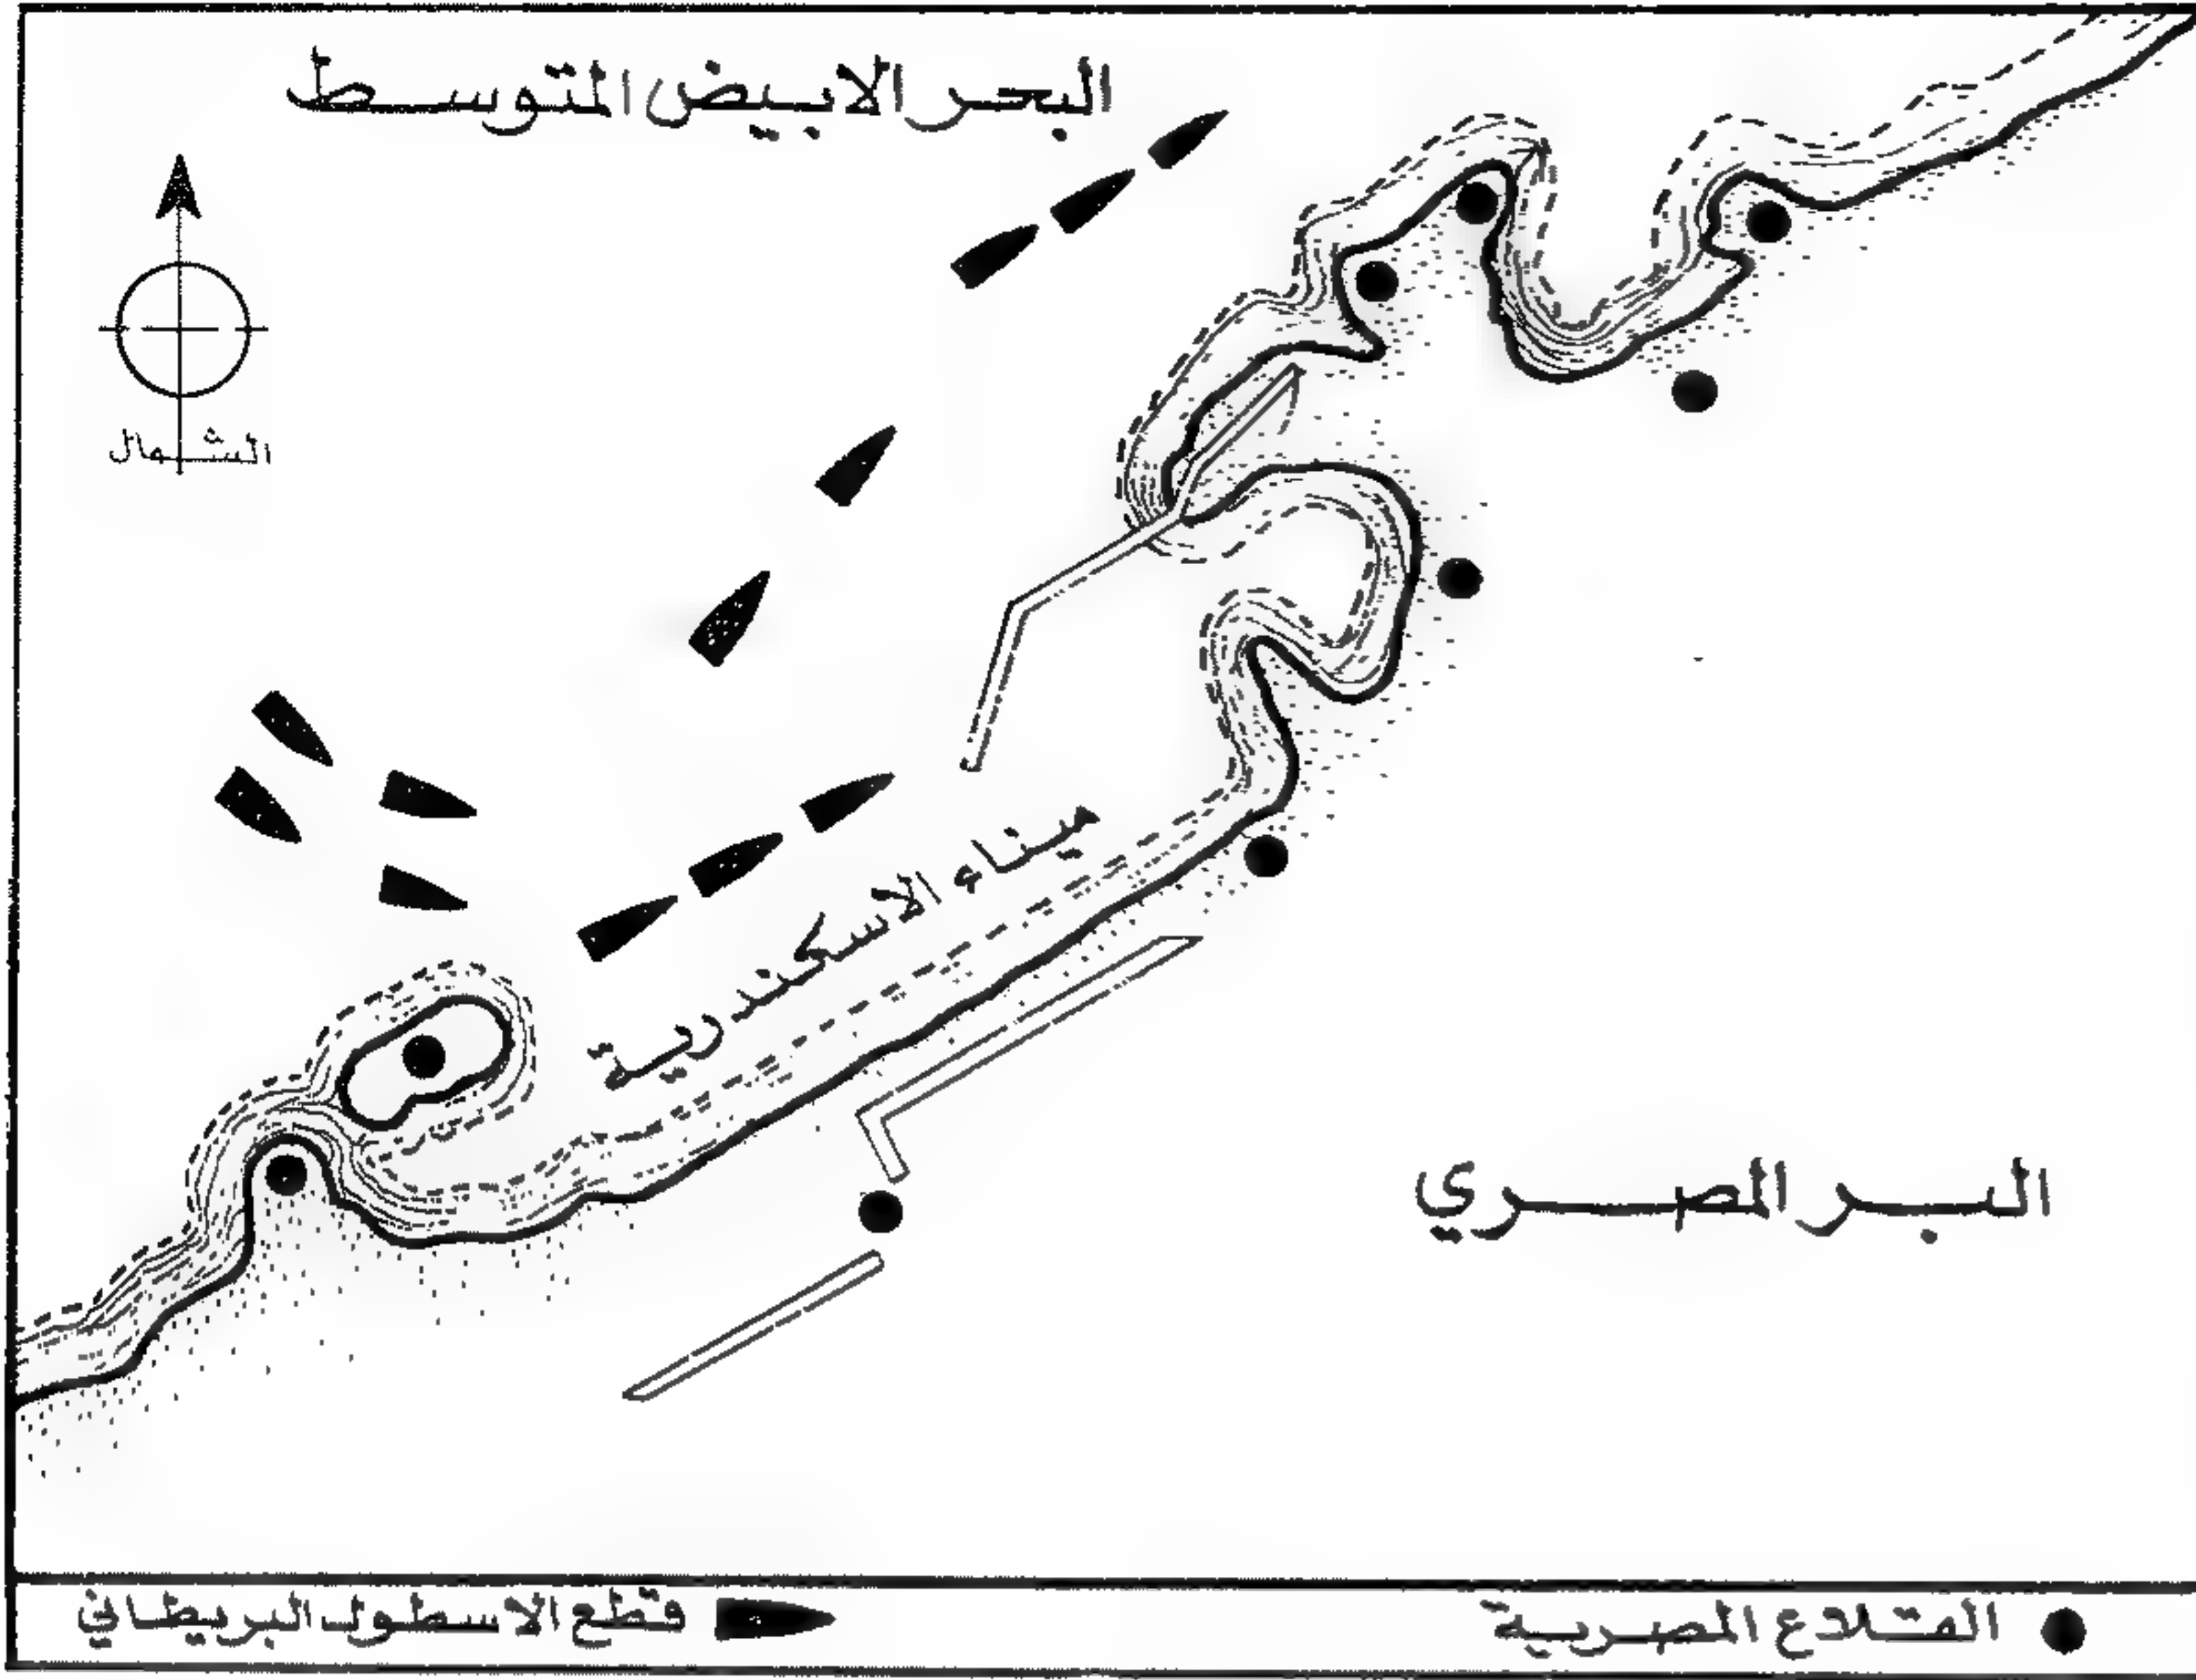 البحر الابيض المتوسط
الشمال
ميناء الاسكندرية
البر المصري
القلاع المصرية
قطع الاسطول البريطاني